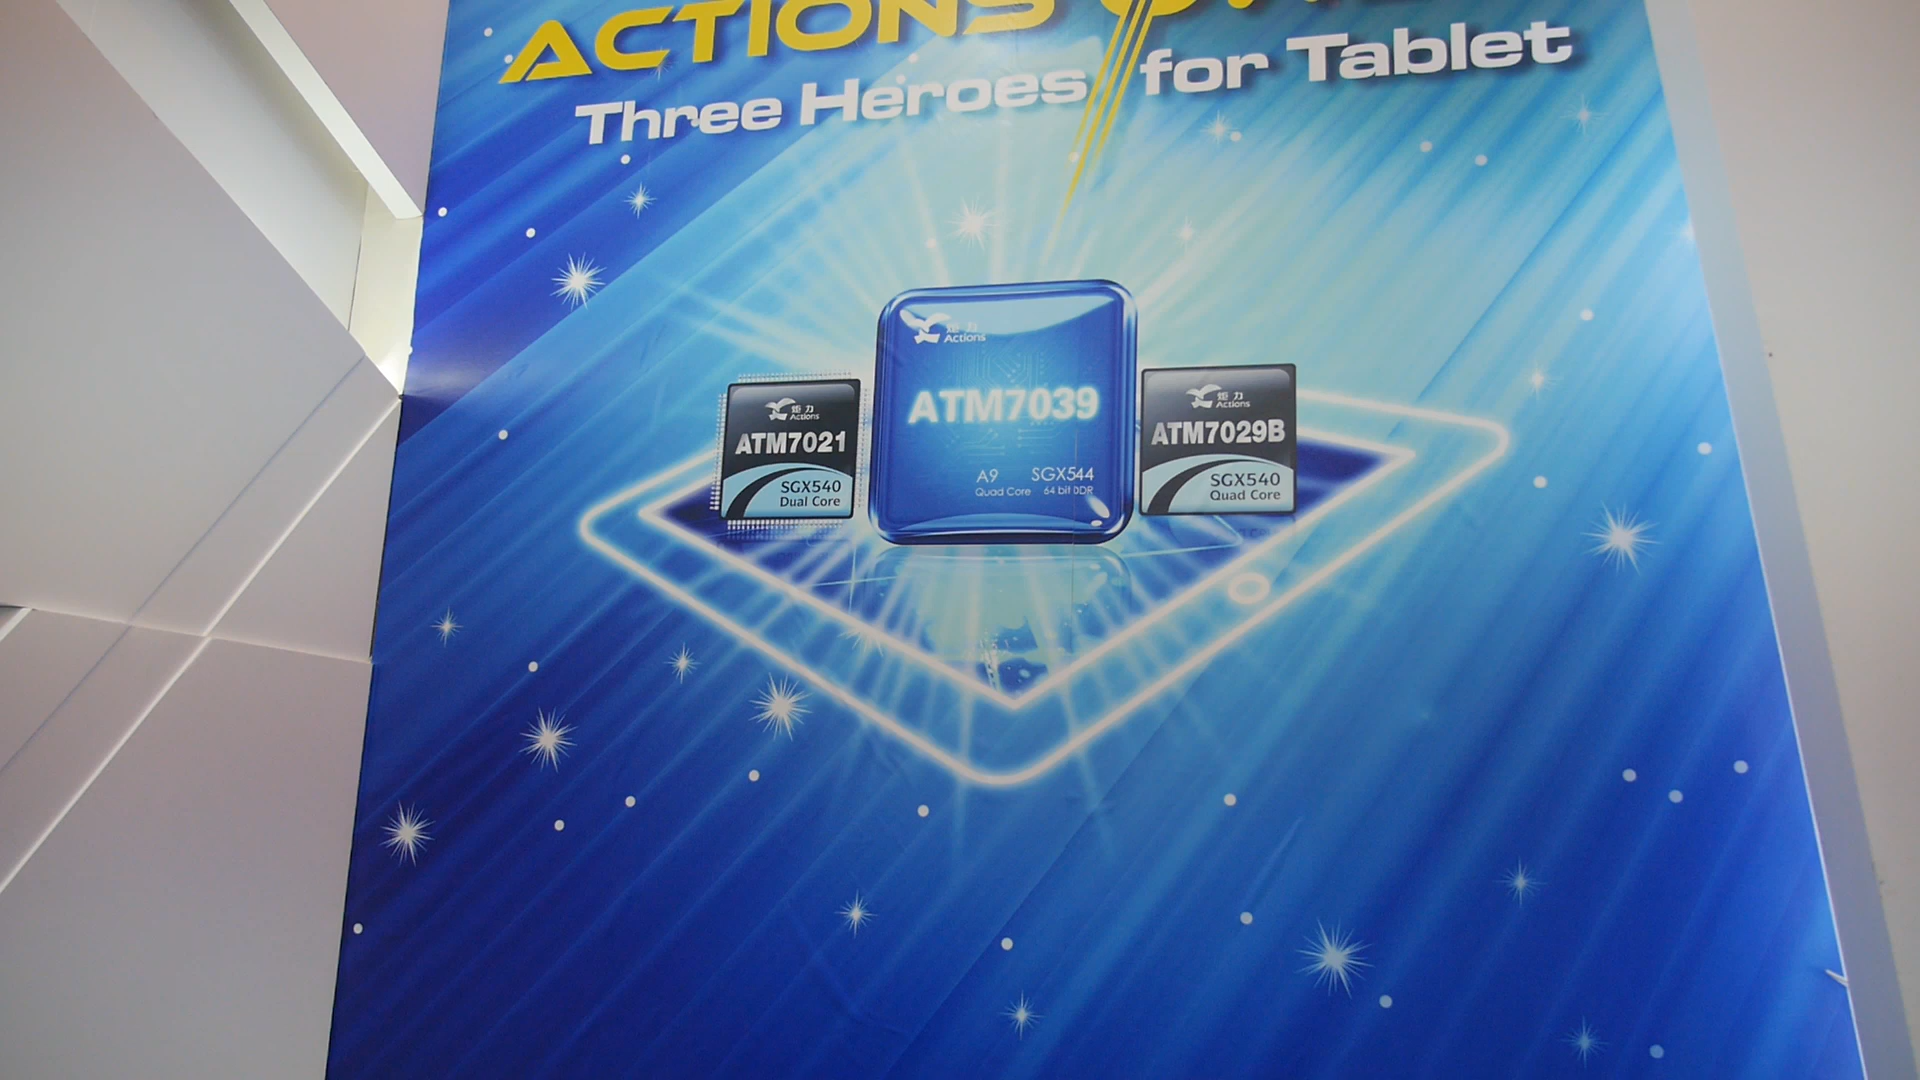 ACTIONS
Three Heroes for Tablet
炬力
Actions
ATM7021
SGX540
Dual Core
炬力
Actions
ATM7039
A9 SGX544
Quad Core 64 bit DDR
炬力
Actions
ATM7029B
SGX540
Quad Core